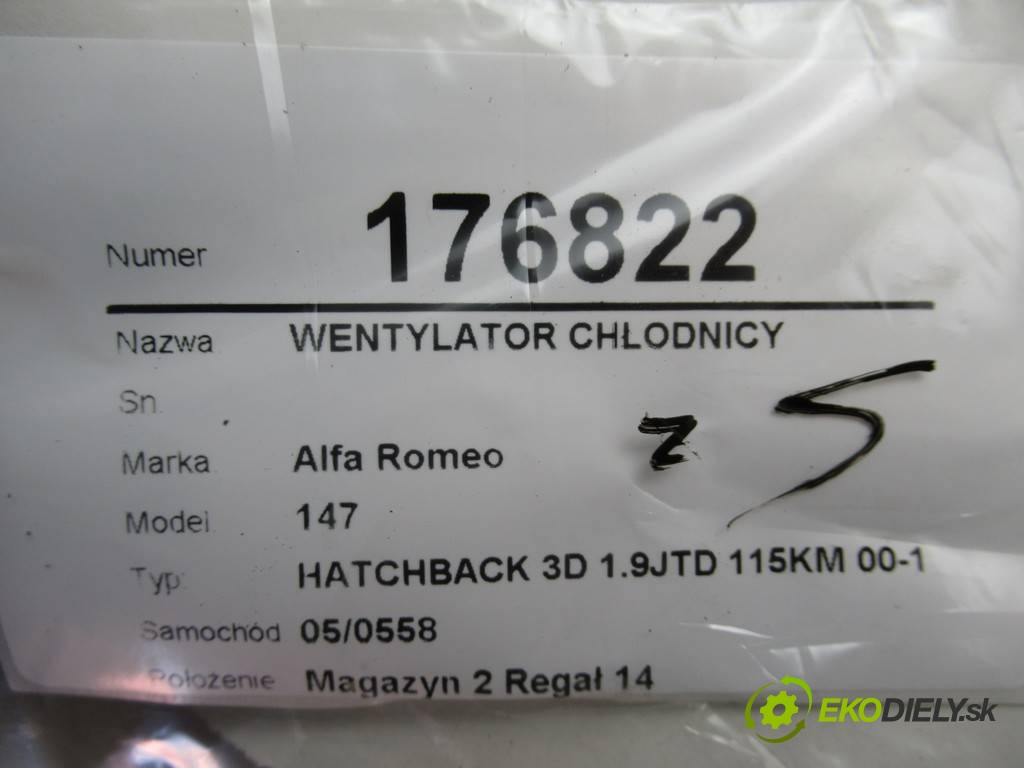 Numer 176822
Nazwa WENTYLATOR CHŁODNICY
Sn.
z 5
Marka Alfa Romeo
Model 147
Typ: HATCHBACK 3D 1.9JTD 115KM 00-1
Samochód 05/0558
Położenie Magazyn 2 Regał 14
EKODIELY.sk